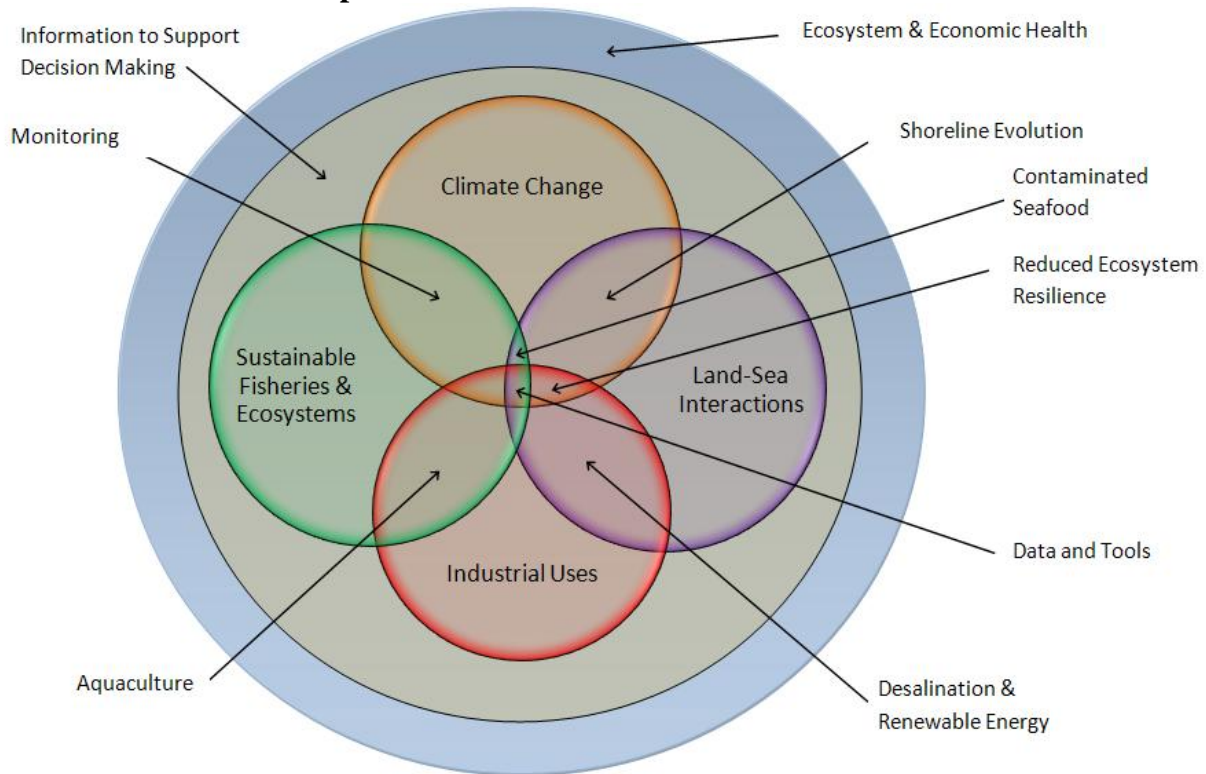 Information to Support
Decision Making
Ecosystem & Economic Health
Monitoring
Shoreline Evolution
Contaminated
Seafood
Climate Change
Reduced Ecosystem
Resilience
Sustainable
Fisheries &
Ecosystems
Land-Sea
Interactions
Data and Tools
Industrial Uses
Aquaculture
Desalination &
Renewable Energy